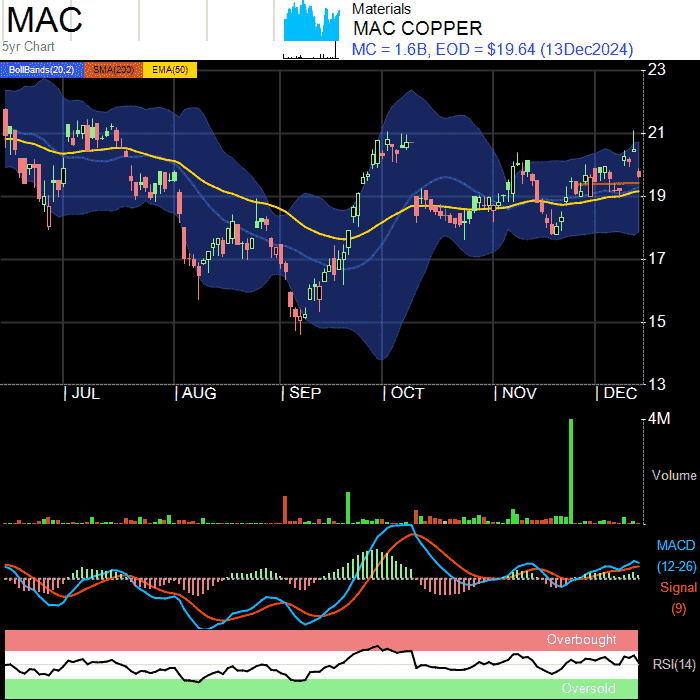 MAC
5yr Chart
Materials
MAC COPPER
MC = 1.6B, EOD = $19.64 (13Dec2024)
BollBands(20,2) SMA(200) EMA(50)
23
21
19
17
15
13
JUL AUG SEP OCT NOV DEC
4M
Volume
MACD
(12-26)
Signal
(9)
Overbought
RSI(14)
Oversold